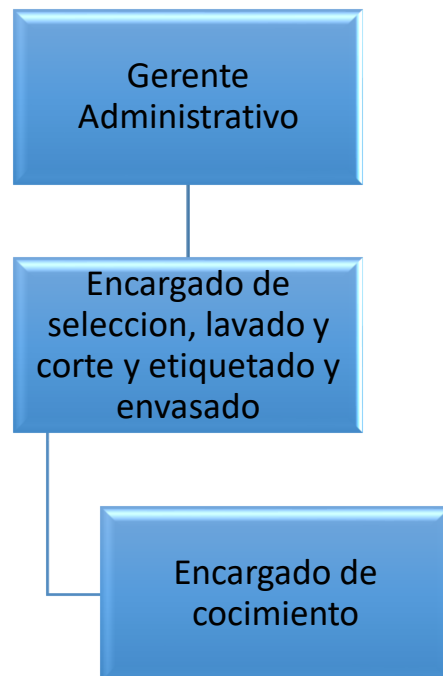 Gerente
Administrativo
Encargado de
seleccion, lavado y
corte y etiquetado y
envasado
Encargado de
cocimiento